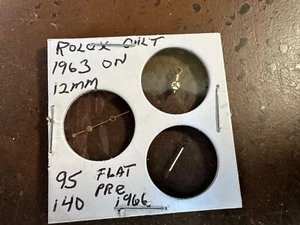 ROLEX GILT
1963 ON
12MM
95 FLAT
140 PRE 1966